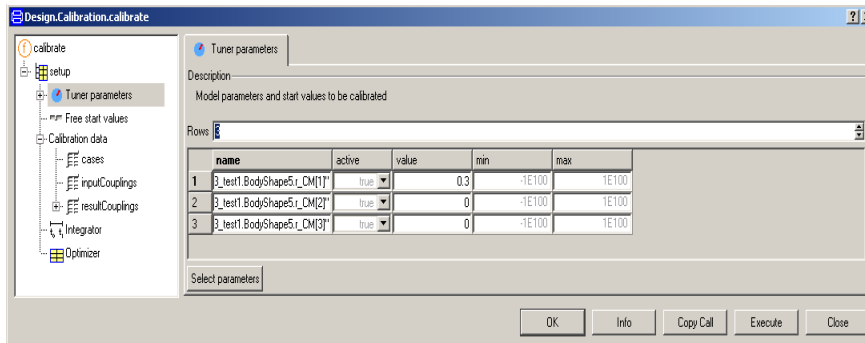 Design.Calibration.calibrate
calibrate
setup
Tuner parameters
Free start values
Calibration data
cases
inputCouplings
resultCouplings
Integrator
Optimizer
Tuner parameters
Description
Model parameters and start values to be calibrated
Rows 3
name active value min max
1 3_test1.BodyShape5.r_CM[1]" true 0.3 -1E100 1E100
2 3_test1.BodyShape5.r_CM[2]" true 0 -1E100 1E100
3 3_test1.BodyShape5.r_CM[3]" true 0 -1E100 1E100
Select parameters
OK Info Copy Call Execute Close